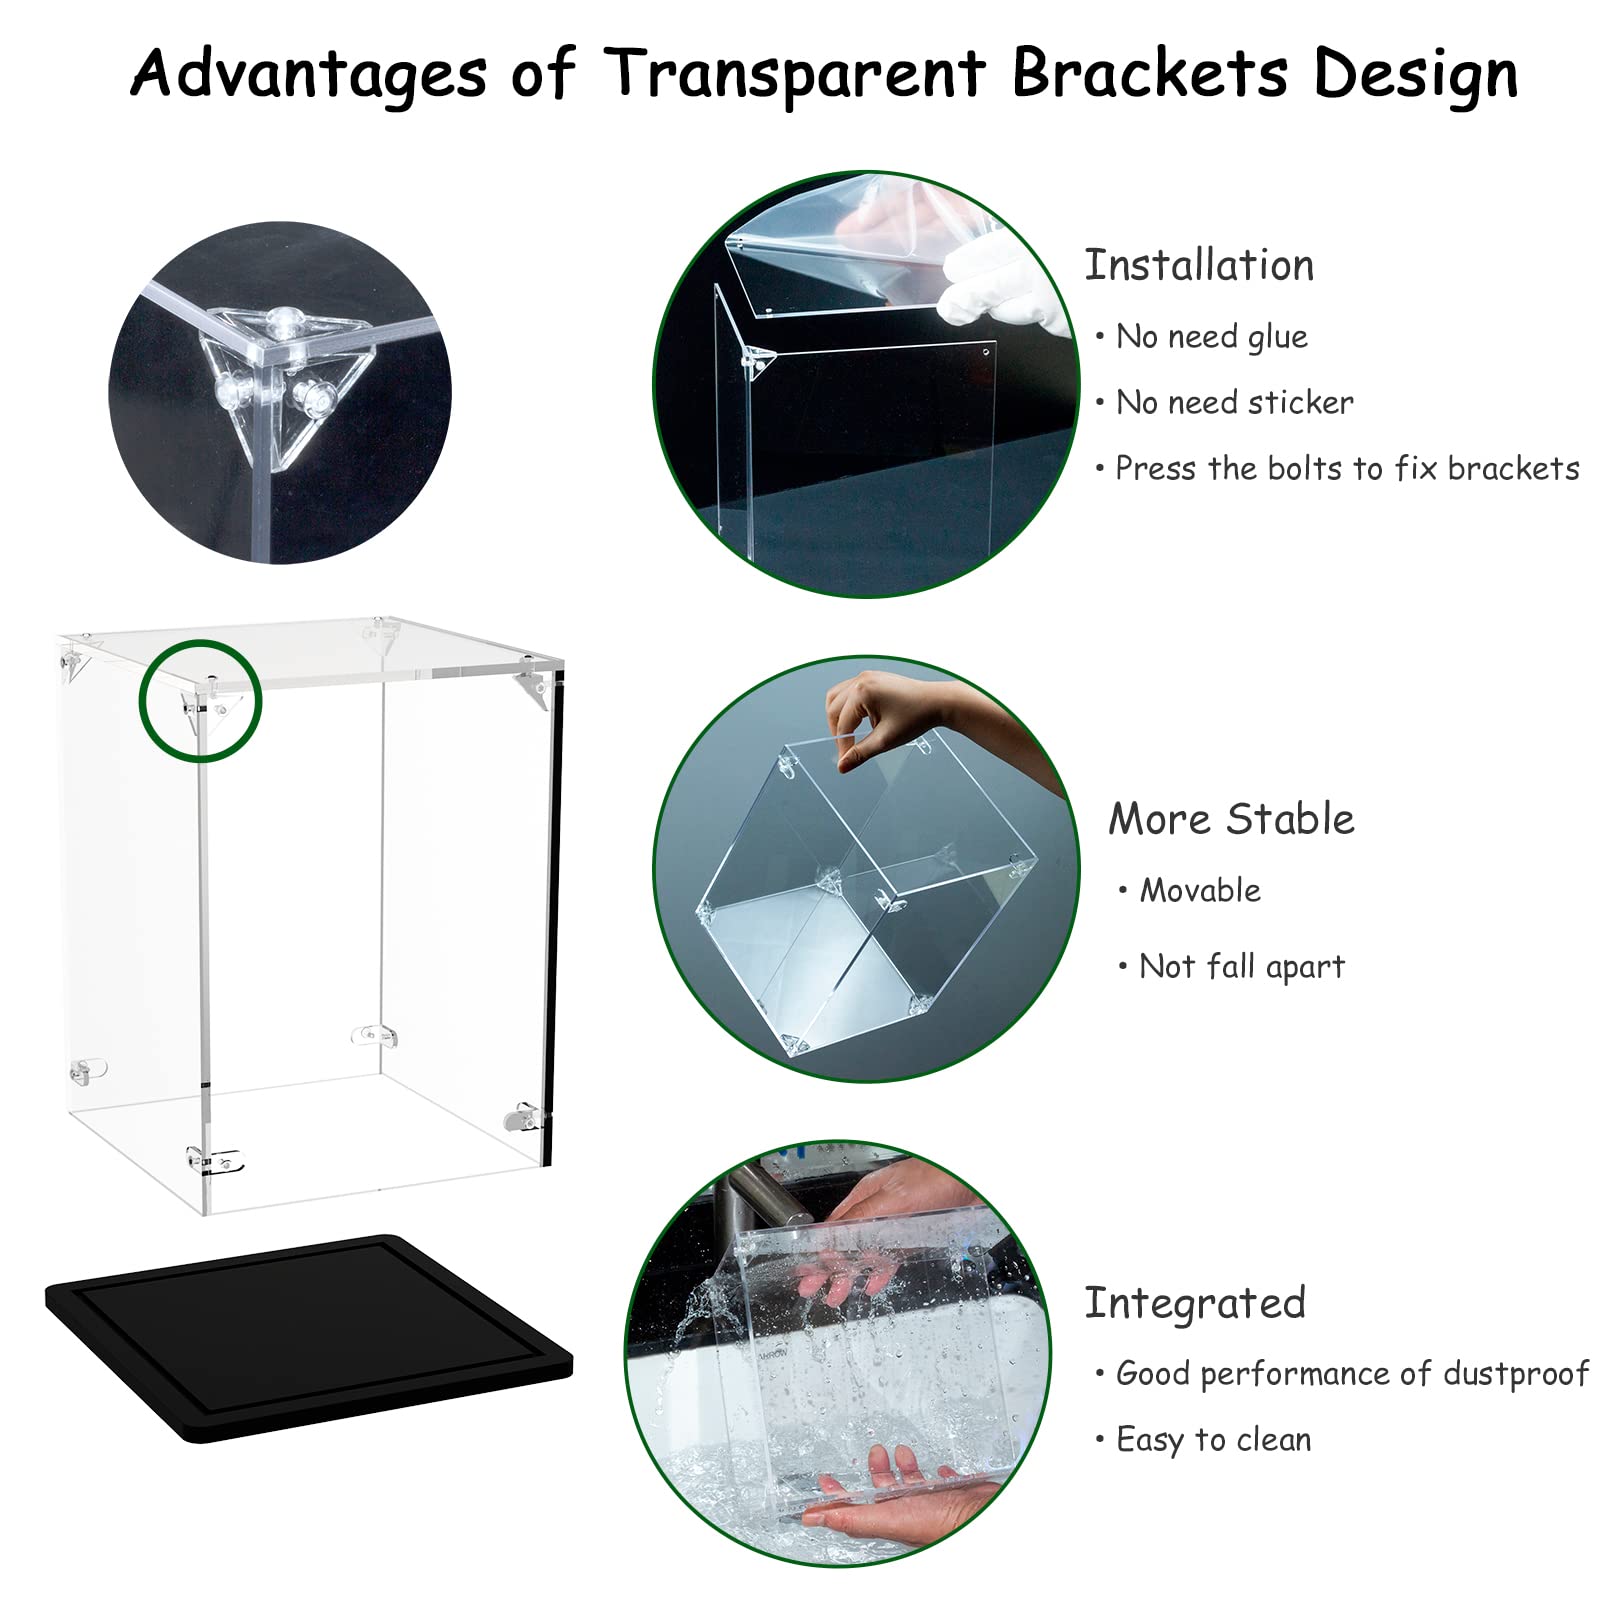 Advantages of Transparent Brackets Design
Installation
• No need glue
• No need sticker
• Press the bolts to fix brackets
More Stable
• Movable
• Not fall apart
Integrated
• Good performance of dustproof
• Easy to clean